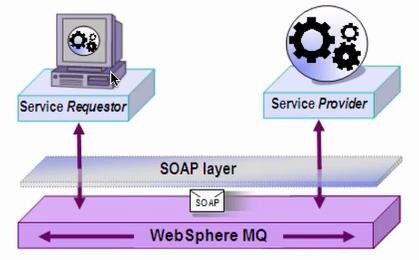 Service Requestor
Service Provider
SOAP layer
SOAP
WebSphere MQ